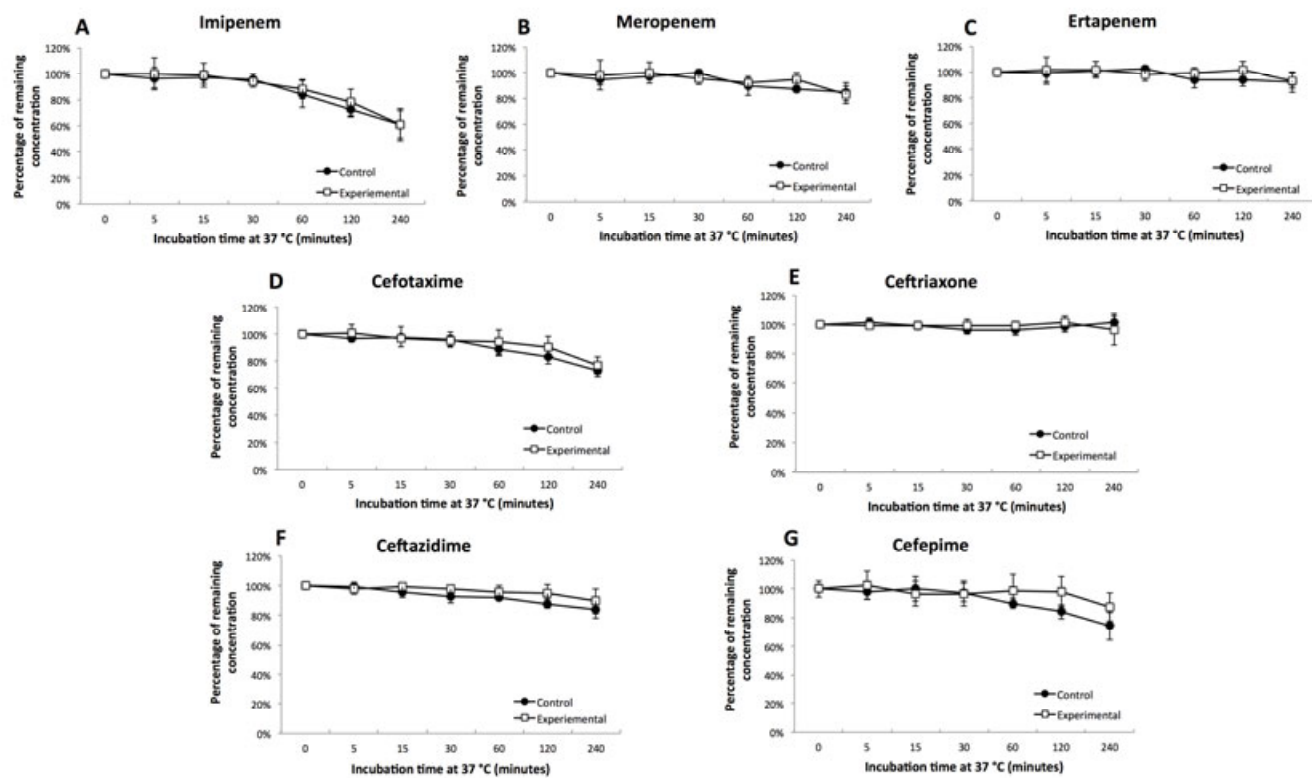 A
Imipenem
120%
100%
80%
60%
40%
20%
0%
Percentage of remaining
concentration
Control
Experiemental
0 5 15 30 60 120 240
Incubation time at 37 °C (minutes)
B
Meropenem
120%
100%
80%
60%
40%
20%
0%
Percentage of remaining
concentration
Control
Experimental
0 5 15 30 60 120 240
Incubation time at 37 °C (minutes)
C
Ertapenem
120%
100%
80%
60%
40%
20%
0%
Percentage of remaining
concentration
Control
Experimental
0 5 15 30 60 120 240
Incubation time at 37 °C (minutes)
D
Cefotaxime
120%
100%
80%
60%
40%
20%
0%
Percentage of remaining
concentration
Control
Experimental
0 5 15 30 60 120 240
Incubation time at 37 °C (minutes)
E
Ceftriaxone
120%
100%
80%
60%
40%
20%
0%
Percentage of remaining
concentration
Control
Experimental
0 5 15 30 60 120 240
Incubation time at 37 °C (minutes)
F
Ceftazidime
120%
100%
80%
60%
40%
20%
0%
Percentage of remaining
concentration
Control
Experiemental
0 5 15 30 60 120 240
Incubation time at 37 °C (minutes)
G
Cefepime
120%
100%
80%
60%
40%
20%
0%
Percentage of remaining
concentration
Control
Experimental
0 5 15 30 60 120 240
Incubation time at 37 °C (minutes)